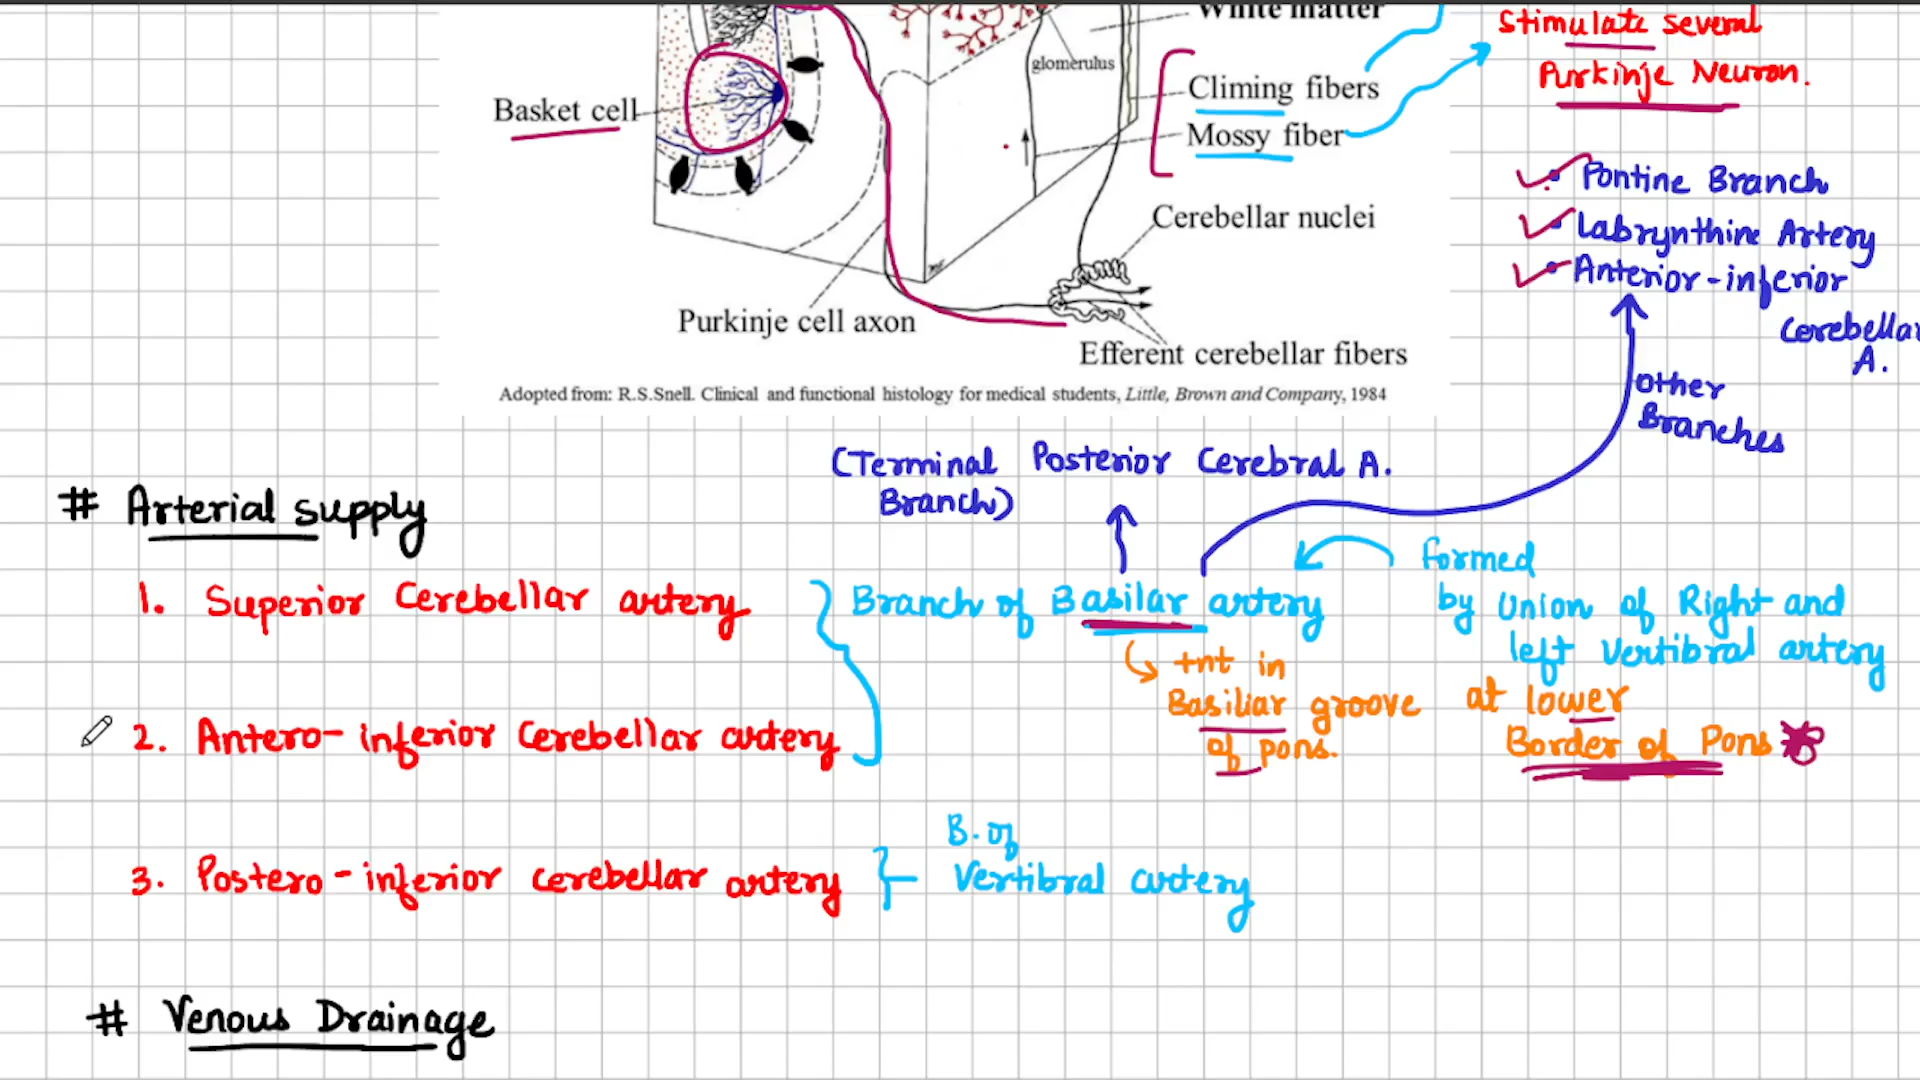 White matter
glomerulus
Climing fibers
Basket cell
Mossy fiber
Cerebellar nuclei
Purkinje cell axon
Efferent cerebellar fibers
Adopted from: R.S.Snell. Clinical and functional histology for medical students, Little, Brown and Company, 1984
Stimulate several
Purkinje Neuron.
• Pontine Branch
• Labrynthine Artery
• Anterior-inferior
Cerebellar
A.
other
Branches
(Terminal
Branch)
Posterior Cerebral A.
# Arterial supply
1. Superior Cerebellar artery
Branch of Basilar artery
formed
by Union of Right and
left Vertibral artery
at lower
Border of Pons
+nt in
Basiliar groove
of pons.
2. Antero-inferior Cerebellar artery
3. Postero-inferior cerebellar artery
B. of
Vertibral artery
# Venous Drainage